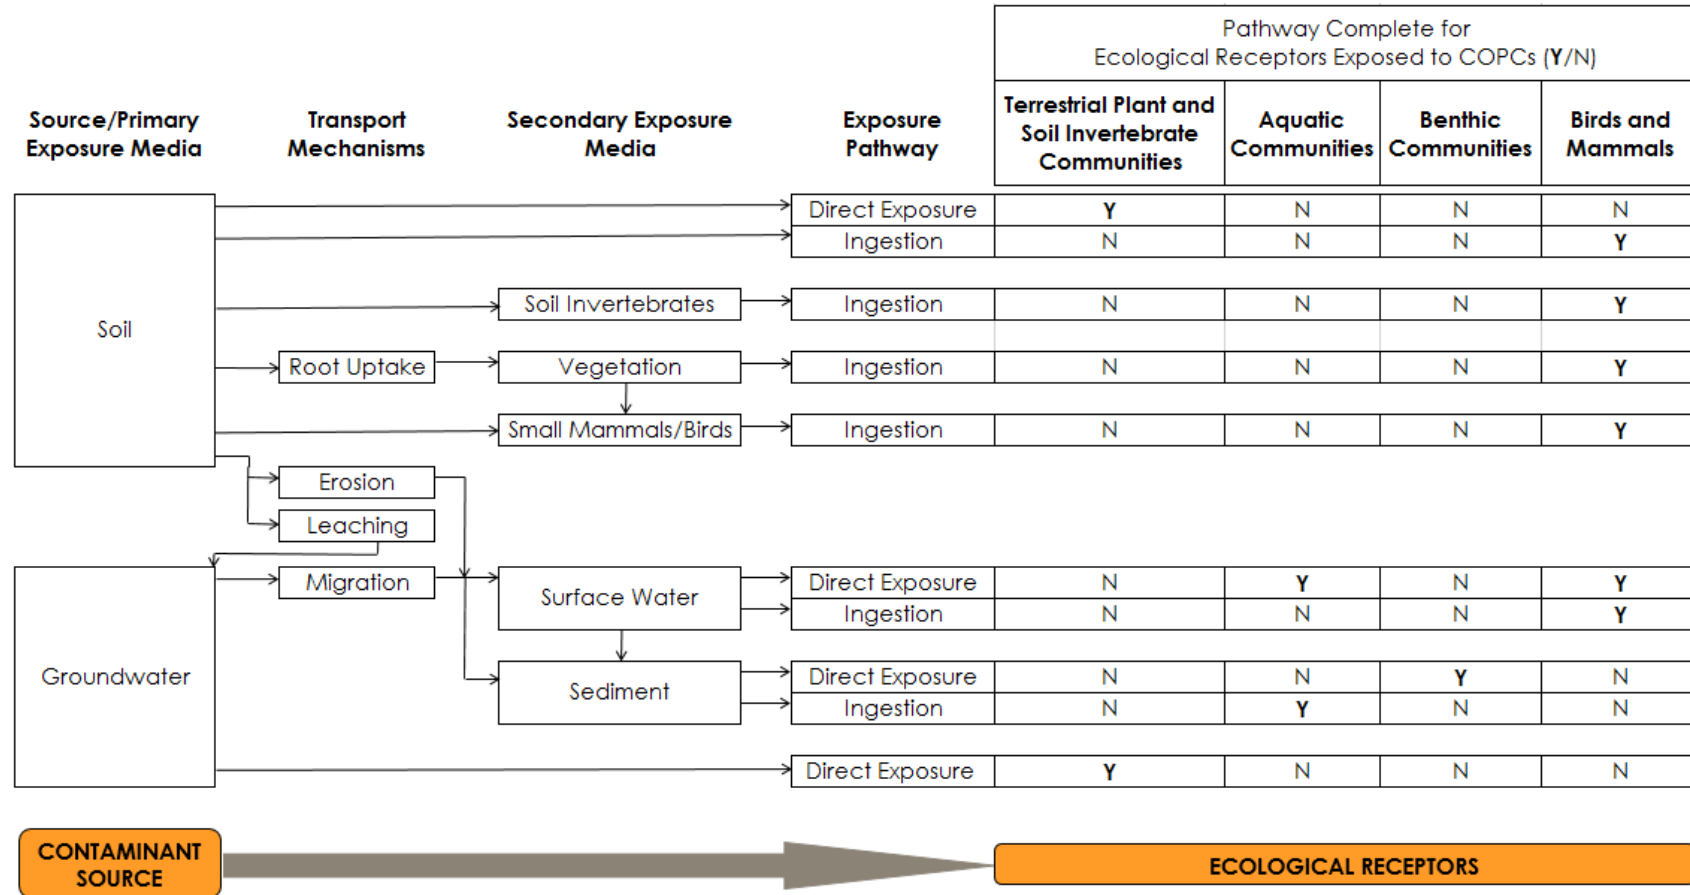 Pathway Complete for
Ecological Receptors Exposed to COPCs (Y/N)
Source/Primary
Exposure Media
Transport
Mechanisms
Secondary Exposure
Media
Exposure
Pathway
Terrestrial Plant and
Soil Invertebrate
Communities
Aquatic
Communities
Benthic
Communities
Birds and
Mammals
Soil
Direct Exposure Y N N N
Ingestion N N N Y
Soil Invertebrates Ingestion N N N Y
Root Uptake Vegetation Ingestion N N N Y
Small Mammals/Birds Ingestion N N N Y
Erosion
Leaching
Groundwater
Migration
Surface Water
Direct Exposure N Y N Y
Ingestion N N N Y
Sediment
Direct Exposure N N Y N
Ingestion N Y N N
Direct Exposure Y N N N
CONTAMINANT
SOURCE
ECOLOGICAL RECEPTORS